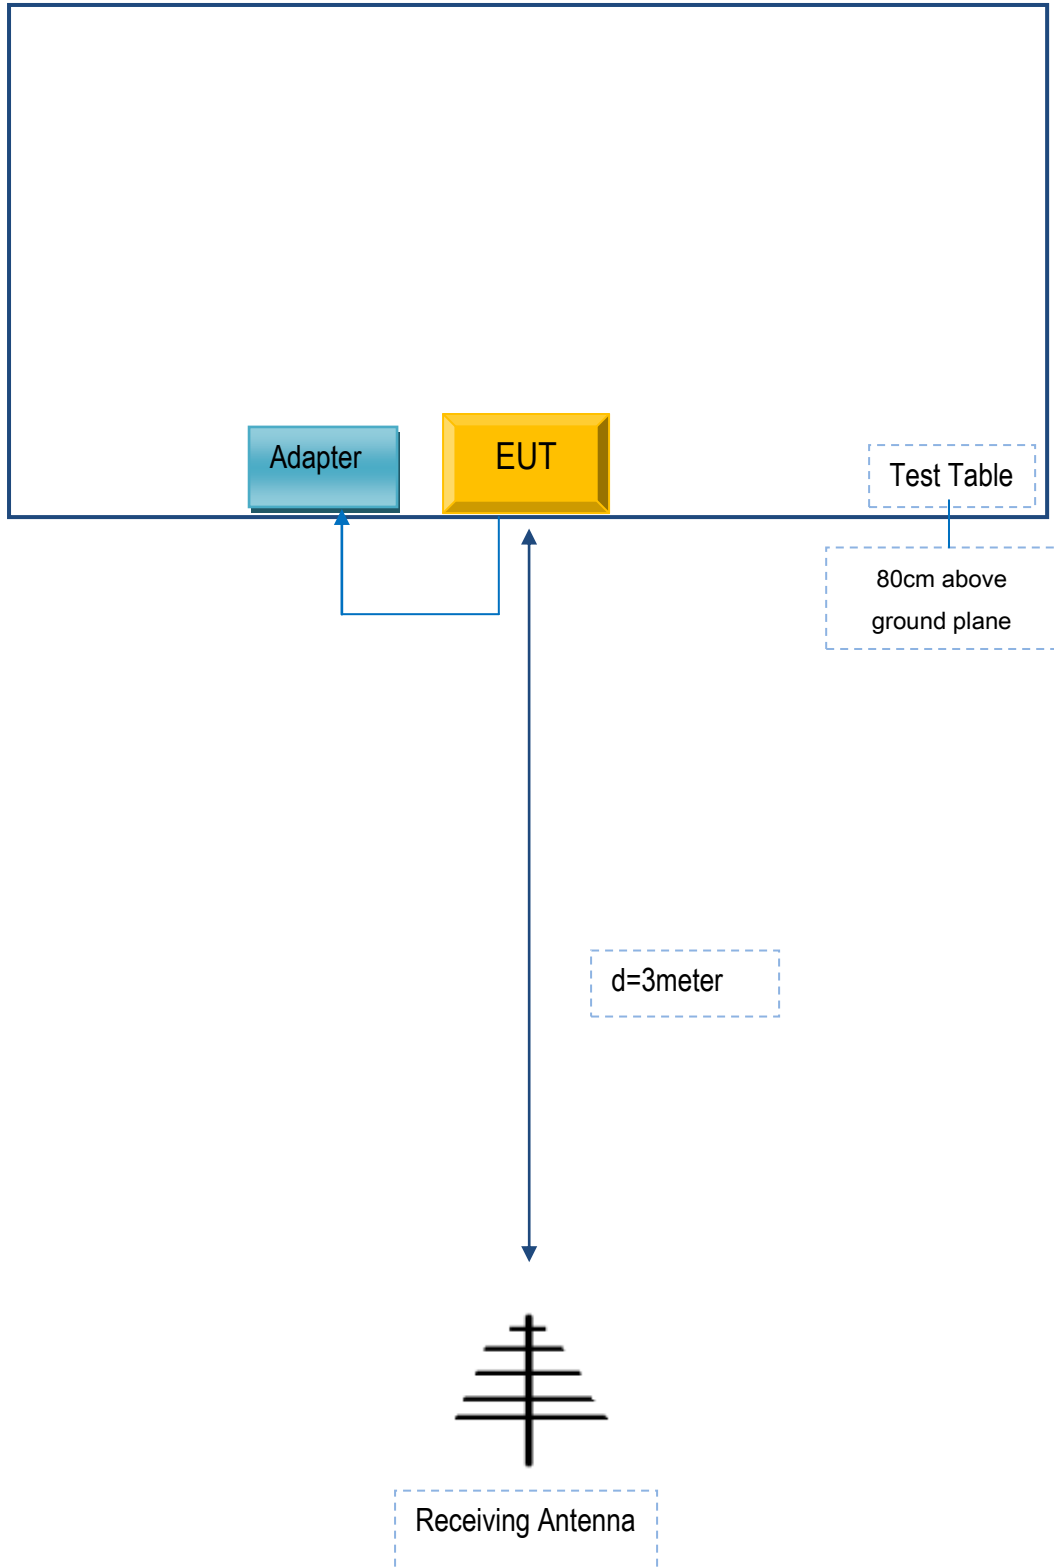 Adapter
EUT
Test Table
80cm above
ground plane
d=3meter
Receiving Antenna